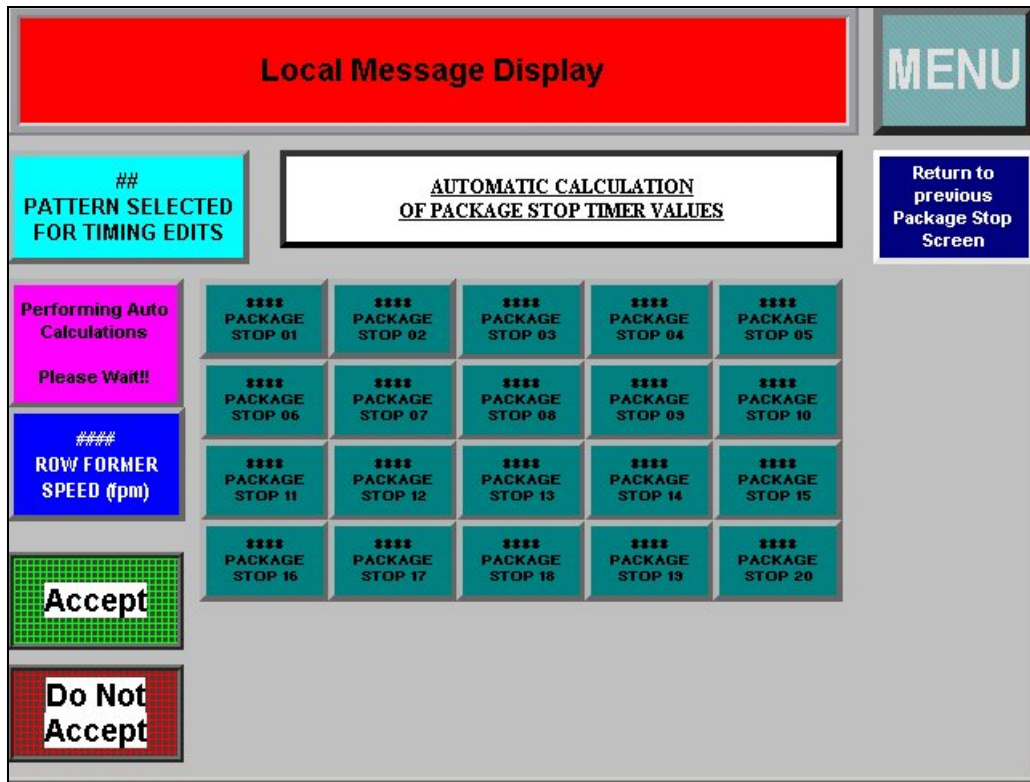 Local Message Display
MENU
##
PATTERN SELECTED
FOR TIMING EDITS
AUTOMATIC CALCULATION
OF PACKAGE STOP TIMER VALUES
Return to
previous
Package Stop
Screen
Performing Auto
Calculations
Please Wait!!
####
PACKAGE
STOP 01
####
PACKAGE
STOP 02
####
PACKAGE
STOP 03
####
PACKAGE
STOP 04
####
PACKAGE
STOP 05
####
PACKAGE
STOP 06
####
PACKAGE
STOP 07
####
PACKAGE
STOP 08
####
PACKAGE
STOP 09
####
PACKAGE
STOP 10
####
ROW FORMER
SPEED (fpm)
####
PACKAGE
STOP 11
####
PACKAGE
STOP 12
####
PACKAGE
STOP 13
####
PACKAGE
STOP 14
####
PACKAGE
STOP 15
####
PACKAGE
STOP 16
####
PACKAGE
STOP 17
####
PACKAGE
STOP 18
####
PACKAGE
STOP 19
####
PACKAGE
STOP 20
Accept
Do Not
Accept